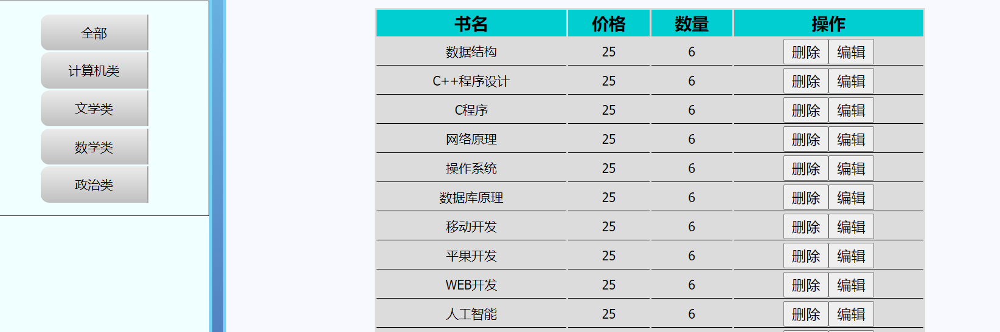 全部
计算机类
文学类
数学类
政治类
书名 价格 数量 操作
数据结构 25 6 删除 编辑
C++程序设计 25 6 删除 编辑
C程序 25 6 删除 编辑
网络原理 25 6 删除 编辑
操作系统 25 6 删除 编辑
数据库原理 25 6 删除 编辑
移动开发 25 6 删除 编辑
平果开发 25 6 删除 编辑
WEB开发 25 6 删除 编辑
人工智能 25 6 删除 编辑